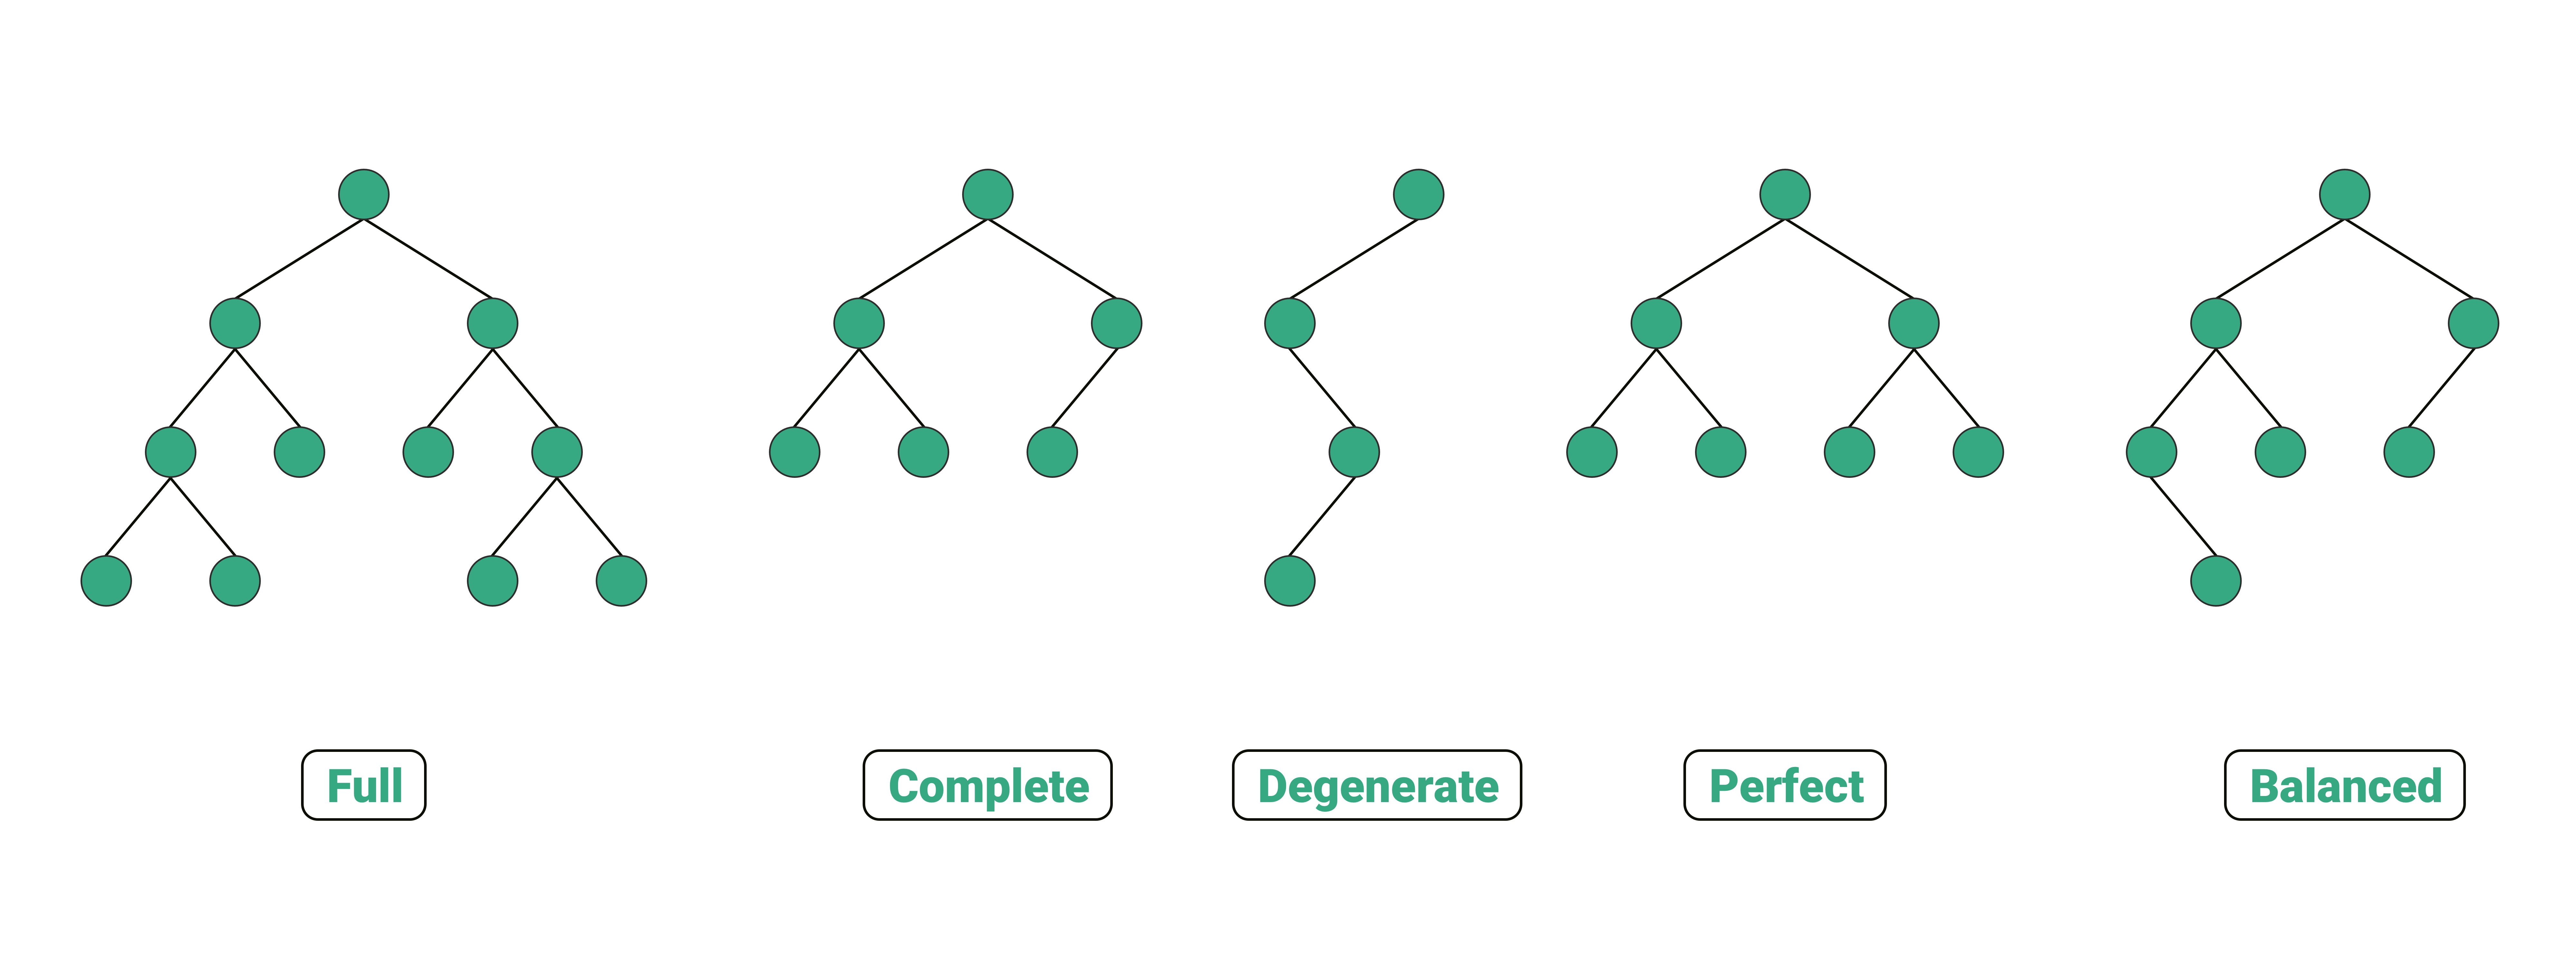 Full
Complete
Degenerate
Perfect
Balanced